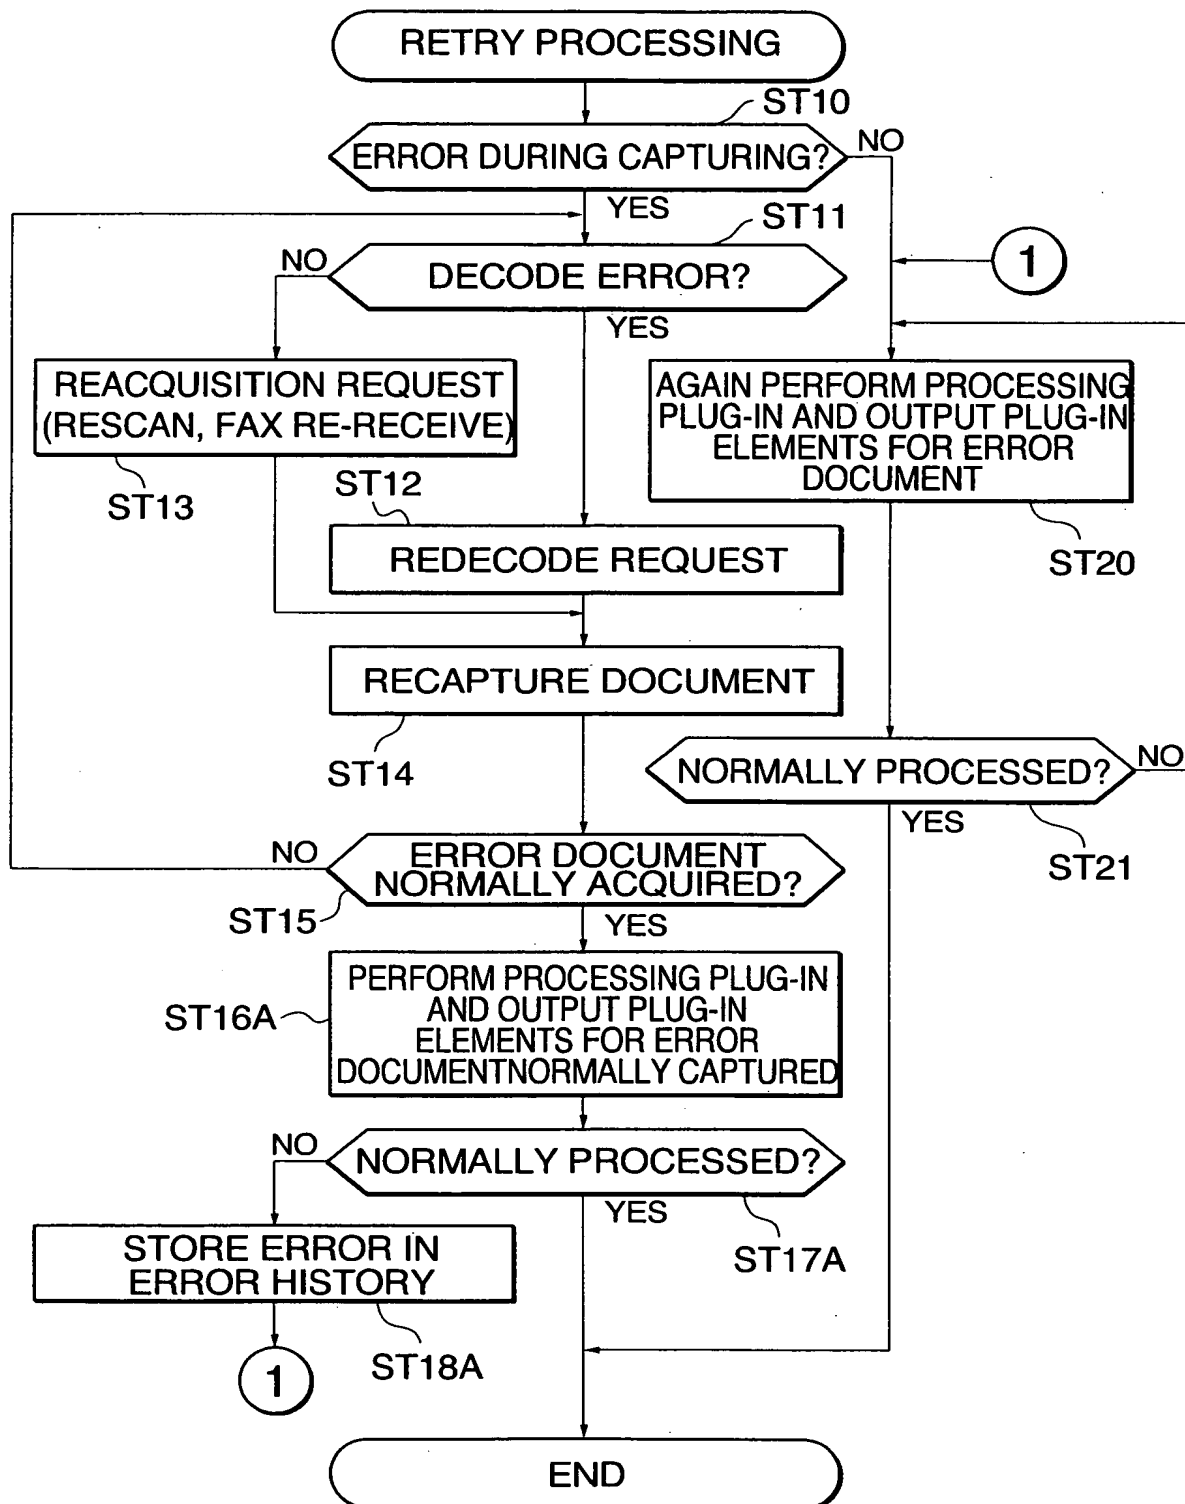 RETRY PROCESSING
ST10
ERROR DURING CAPTURING?
NO
YES
ST11
NO
DECODE ERROR?
1
YES
REACQUISITION REQUEST
(RESCAN, FAX RE-RECEIVE)
AGAIN PERFORM PROCESSING
PLUG-IN AND OUTPUT PLUG-IN
ELEMENTS FOR ERROR
DOCUMENT
ST13
ST12
REDECODE REQUEST
ST20
RECAPTURE DOCUMENT
ST14
NORMALLY PROCESSED?
NO
YES
ST21
NO
ERROR DOCUMENT
NORMALLY ACQUIRED?
ST15
YES
PERFORM PROCESSING PLUG-IN
AND OUTPUT PLUG-IN
ELEMENTS FOR ERROR
DOCUMENTNORMALLY CAPTURED
ST16A
NO
NORMALLY PROCESSED?
YES
ST17A
STORE ERROR IN
ERROR HISTORY
ST18A
1
END